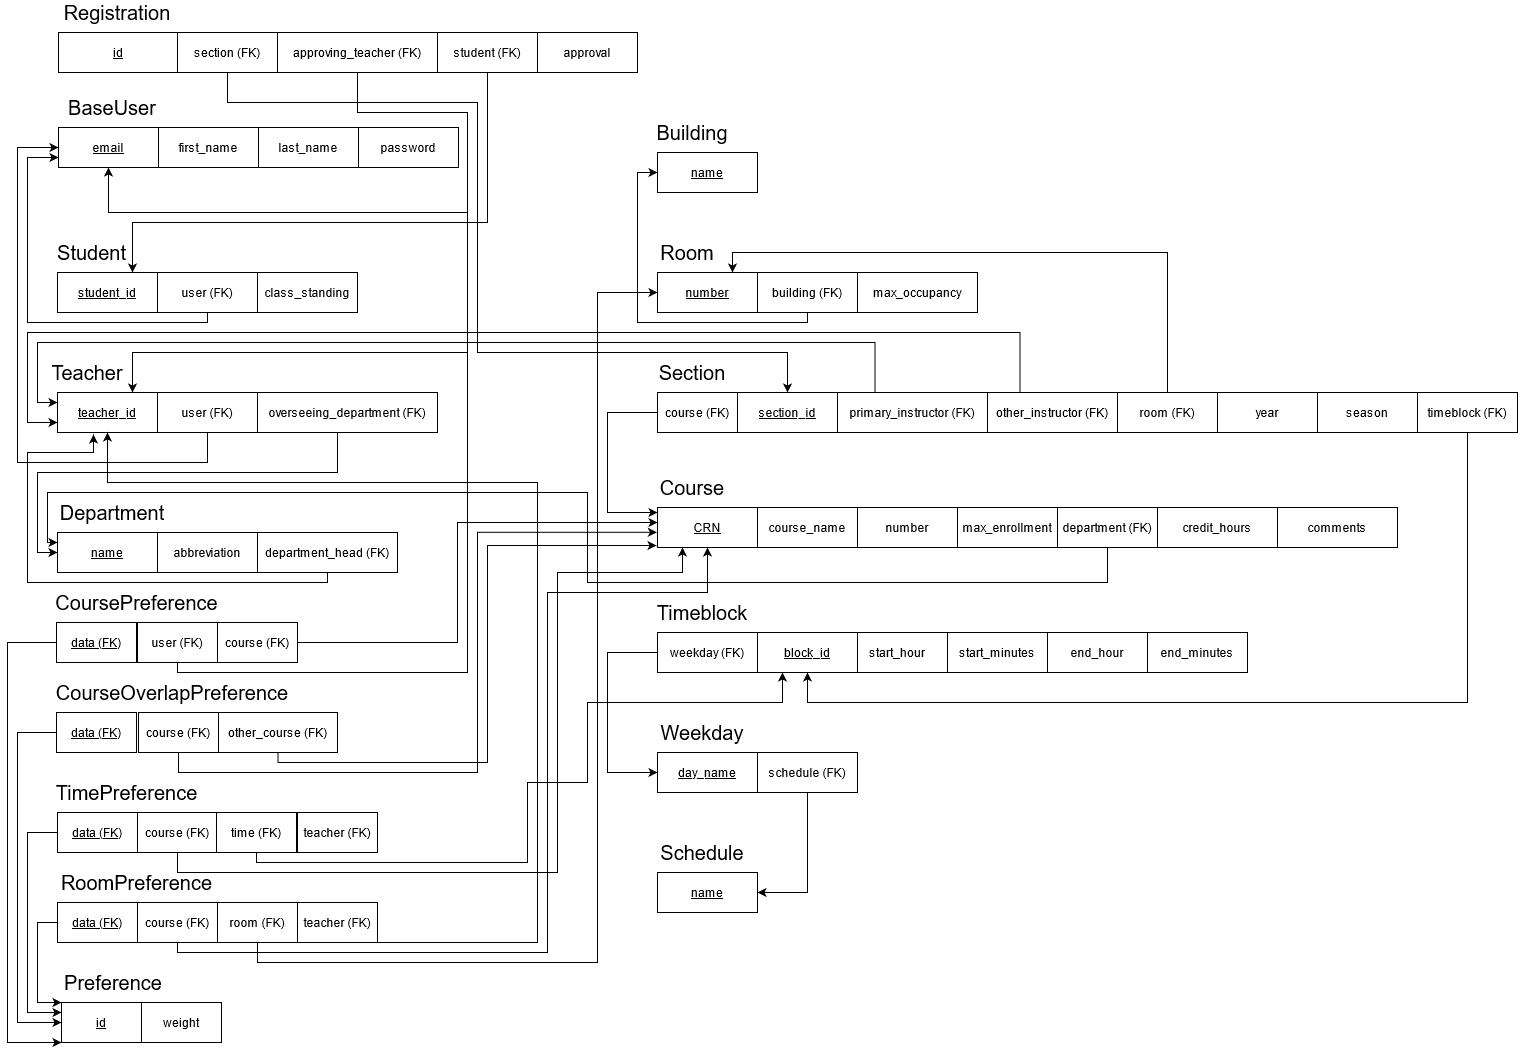 Registration
id section (FK) approving_teacher (FK) student (FK) approval
BaseUser
email first_name last_name password
Building
name
Student
student_id user (FK) class_standing
Room
number building (FK) max_occupancy
Teacher
teacher_id user (FK) overseeing_department (FK)
Section
course (FK) section_id primary_instructor (FK) other_instructor (FK) room (FK) year season timeblock (FK)
Department
name abbreviation department_head (FK)
Course
CRN course_name number max_enrollment department (FK) credit_hours comments
CoursePreference
data (FK) user (FK) course (FK)
Timeblock
weekday (FK) block_id start_hour start_minutes end_hour end_minutes
CourseOverlapPreference
data (FK) course (FK) other_course (FK)
Weekday
day_name schedule (FK)
TimePreference
data (FK) course (FK) time (FK) teacher (FK)
Schedule
name
RoomPreference
data (FK) course (FK) room (FK) teacher (FK)
Preference
id weight